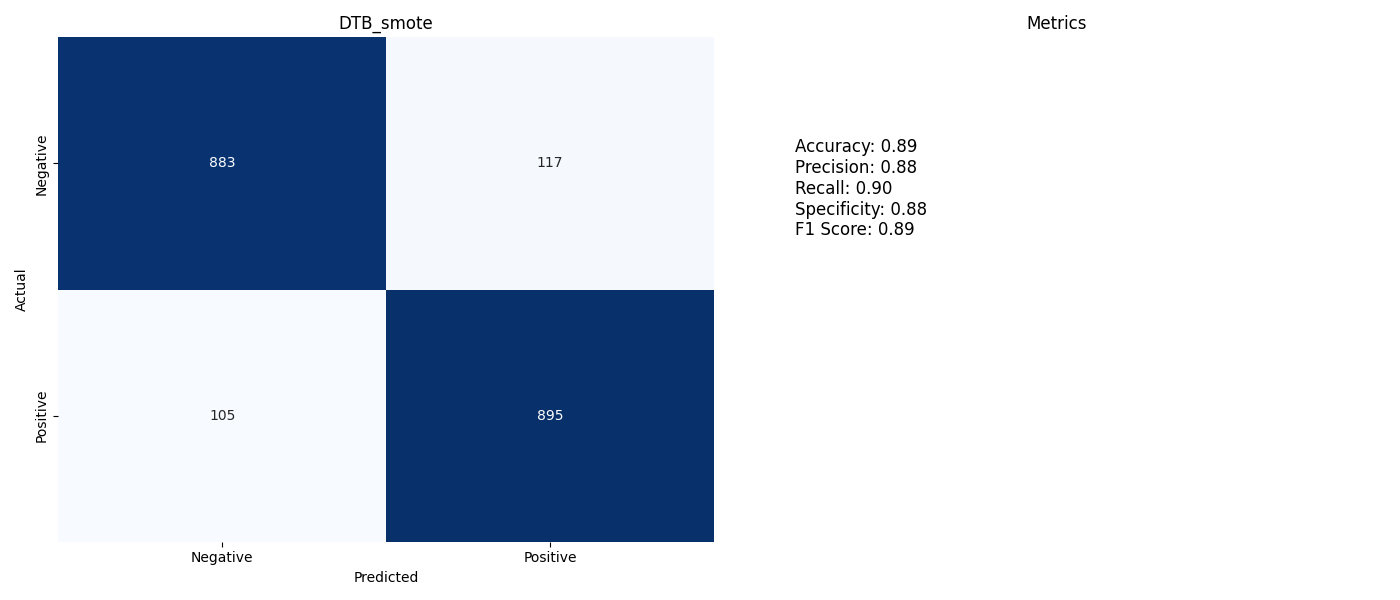 DTB_smote
Negative
883
117
Actual
Positive
105
895
Negative
Positive
Predicted
Metrics
Accuracy: 0.89
Precision: 0.88
Recall: 0.90
Specificity: 0.88
F1 Score: 0.89